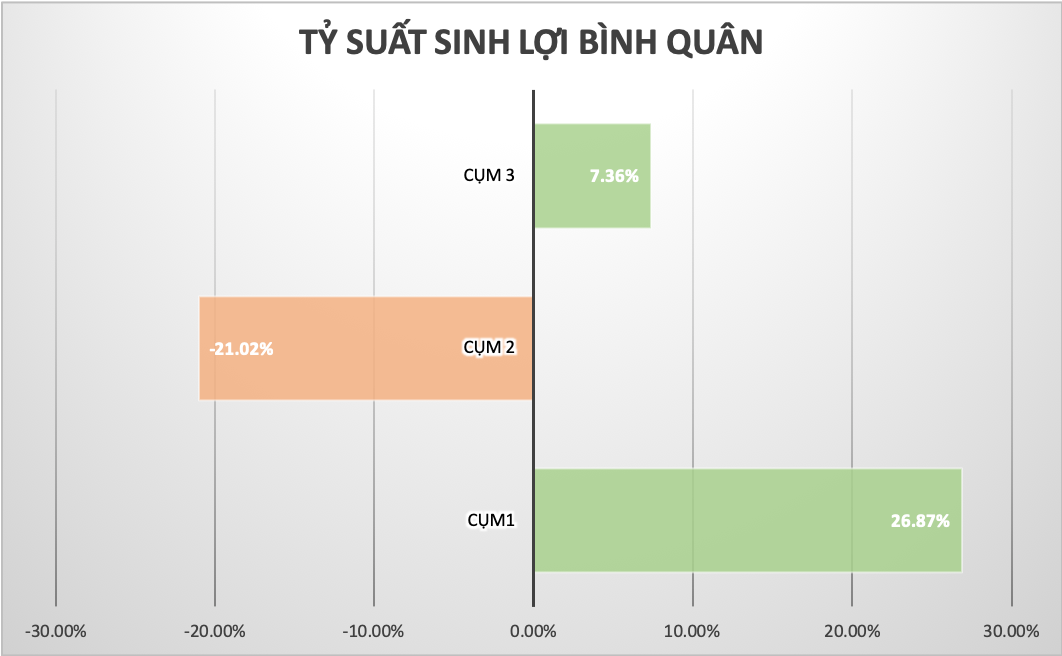 TỶ SUẤT SINH LỢI BÌNH QUÂN
CỤM 3
7.36%
-21.02%
CỤM 2
CỤM1
26.87%
-30.00%
-20.00%
-10.00%
0.00%
10.00%
20.00%
30.00%